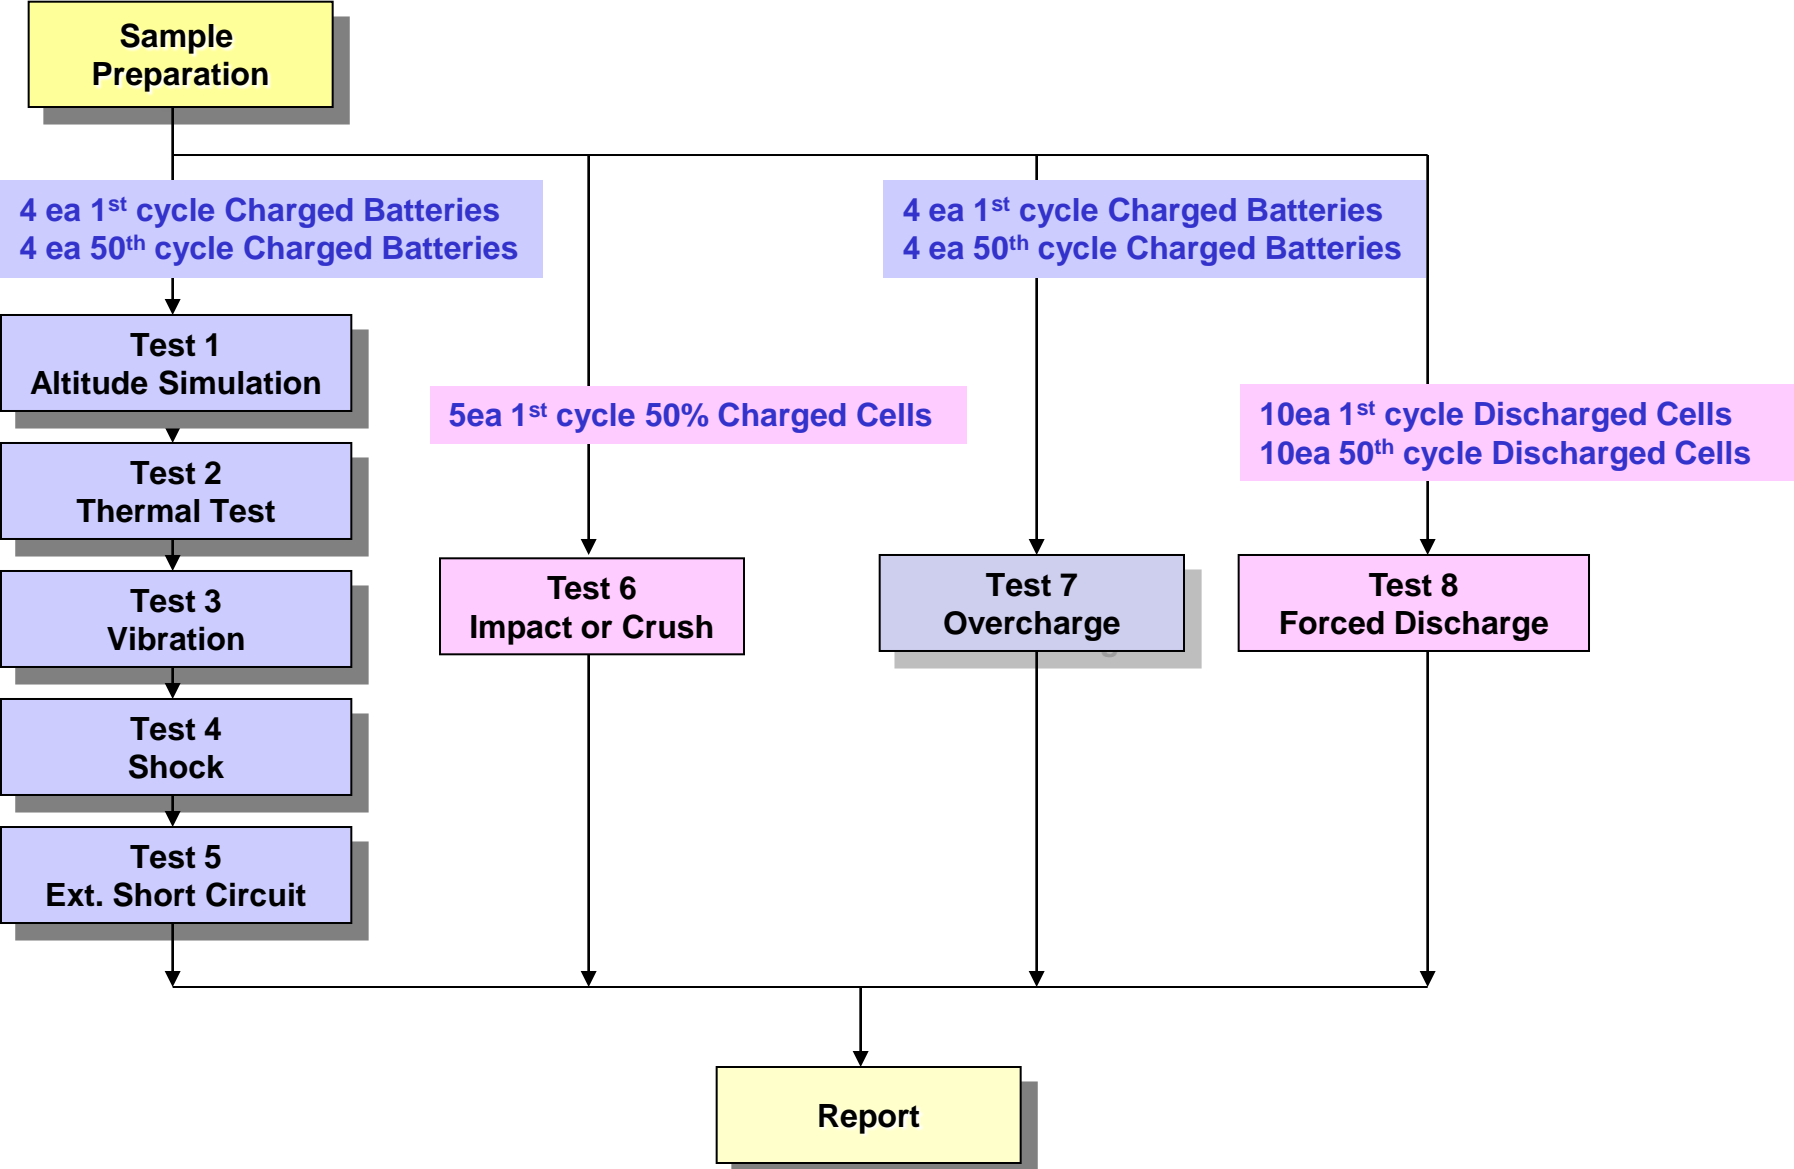 Sample
Preparation
4 ea 1st cycle Charged Batteries
4 ea 50th cycle Charged Batteries
4 ea 1st cycle Charged Batteries
4 ea 50th cycle Charged Batteries
Test 1
Altitude Simulation
5ea 1st cycle 50% Charged Cells
10ea 1st cycle Discharged Cells
10ea 50th cycle Discharged Cells
Test 2
Thermal Test
Test 3
Vibration
Test 6
Impact or Crush
Test 7
Overcharge
Test 8
Forced Discharge
Test 4
Shock
Test 5
Ext. Short Circuit
Report